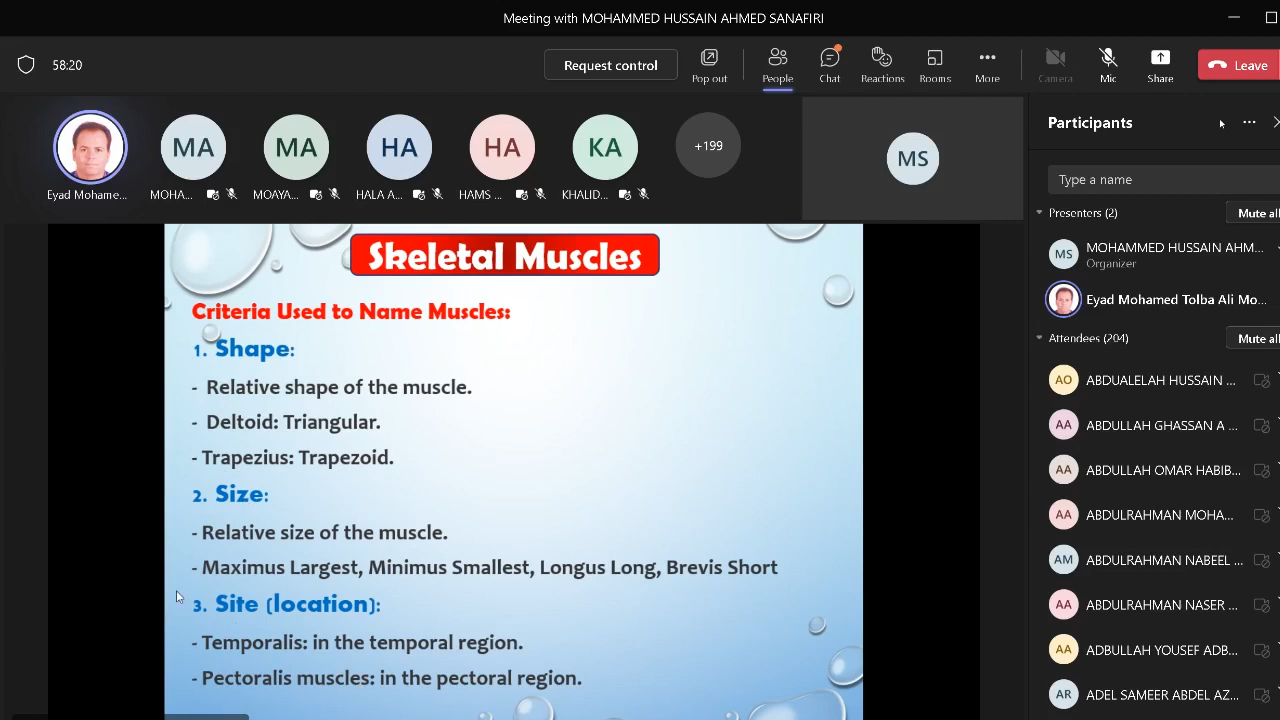 Meeting with MOHAMMED HUSSAIN AHMED SANAFIRI
58:20
Request control
Pop out
People
Chat
Reactions
Rooms
More
Camera
Mic
Share
Leave
MA
MA
HA
HA
KA
+199
MS
Eyad Mohame...
MOHA...
MOAYA...
HALA A...
HAMS ...
KHALID...
Participants
Type a name
Presenters (2)
Mute all
MS
MOHAMMED HUSSAIN AHM...
Organizer
Eyad Mohamed Tolba Ali Mo...
Attendees (204)
Mute all
AO
ABDUALELAH HUSSAIN ...
AA
ABDULLAH GHASSAN A ...
AA
ABDULLAH OMAR HABIB...
AA
ABDULRAHMAN MOHA...
AM
ABDULRAHMAN NABEEL ...
AA
ABDULRAHMAN NASER ...
AA
ADBULLAH YOUSEF ADB...
AR
ADEL SAMEER ABDEL AZ...
Skeletal Muscles
Criteria Used to Name Muscles:
1. Shape:
- Relative shape of the muscle.
- Deltoid: Triangular.
- Trapezius: Trapezoid.
2. Size:
- Relative size of the muscle.
- Maximus Largest, Minimus Smallest, Longus Long, Brevis Short
3. Site (location):
- Temporalis: in the temporal region.
- Pectoralis muscles: in the pectoral region.